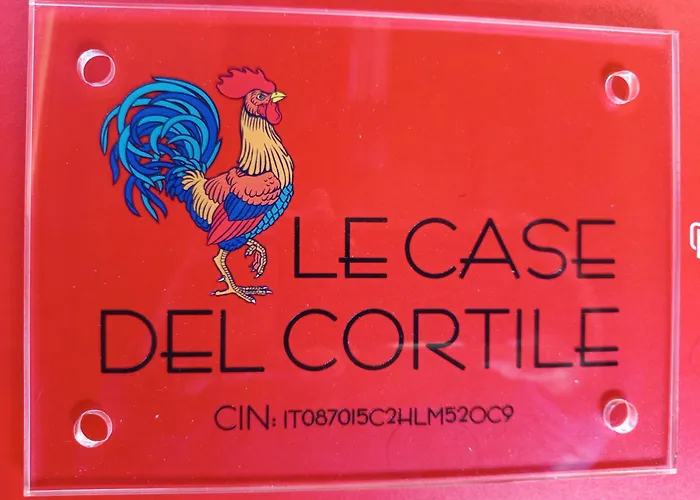 LE CASE
DEL CORTILE
CIN: IT087015C2HLM52OC9